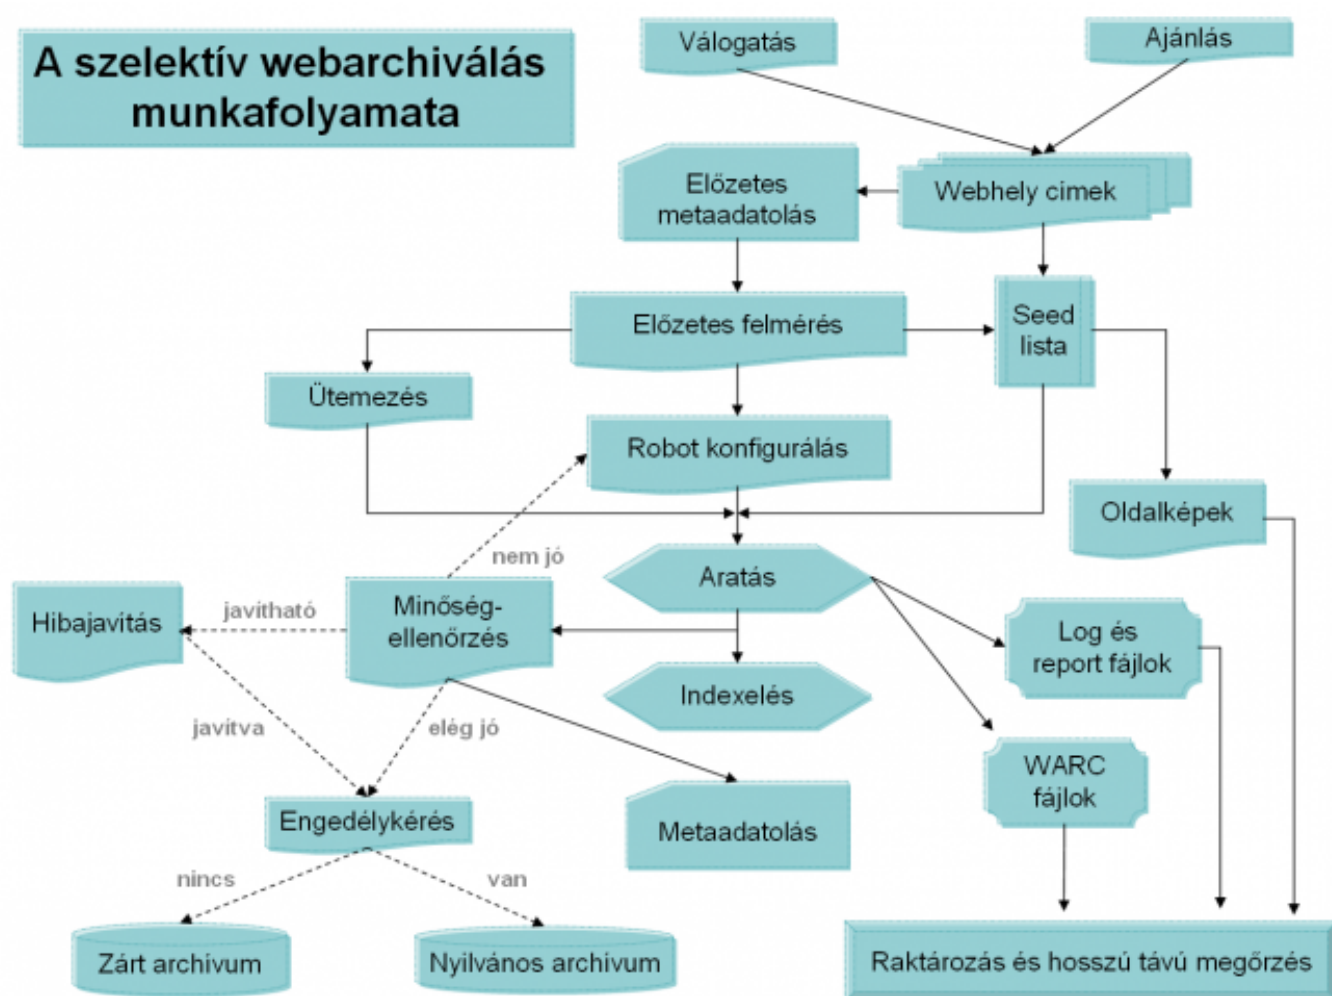 A szelektív webarchiválás
munkafolyamata
Válogatás
Ajánlás
Előzetes
metaadatolás
Webhely címek
Előzetes felmérés
Seed
lista
Ütemezés
Robot konfigurálás
Oldalképek
nem jó
Aratás
Hibajavítás
javítható
Minőség-
ellenőrzés
Log és
report fájlok
Indexelés
javítva
elég jó
WARC
fájlok
Engedélykérés
Metaadatolás
nincs
van
Zárt archívum
Nyilvános archívum
Raktározás és hosszú távú megőrzés